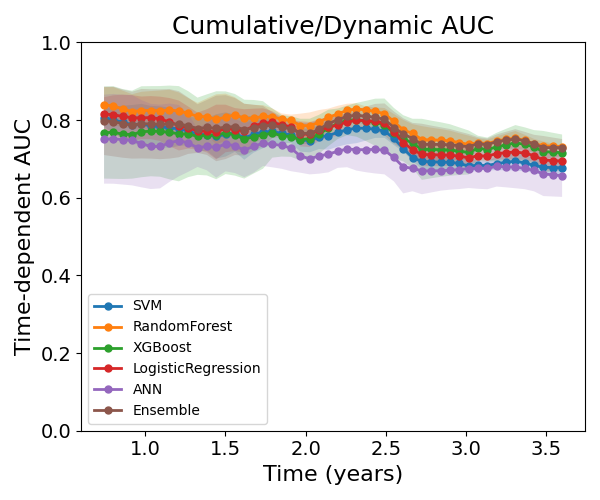 Cumulative/Dynamic AUC
Time-dependent AUC
1.0
0.8
0.6
0.4
0.2
0.0
SVM
RandomForest
XGBoost
LogisticRegression
ANN
Ensemble
1.0 1.5 2.0 2.5 3.0 3.5
Time (years)